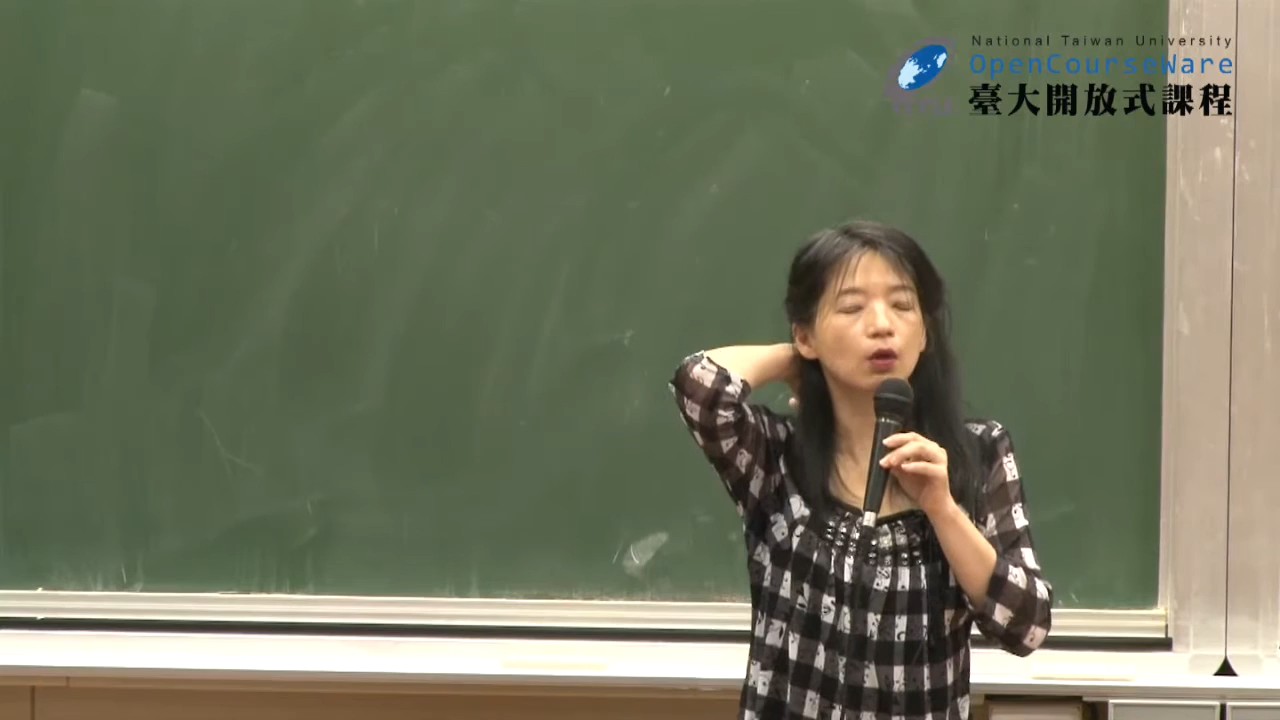 National Taiwan University
OpenCourseWare
臺大開放式課程